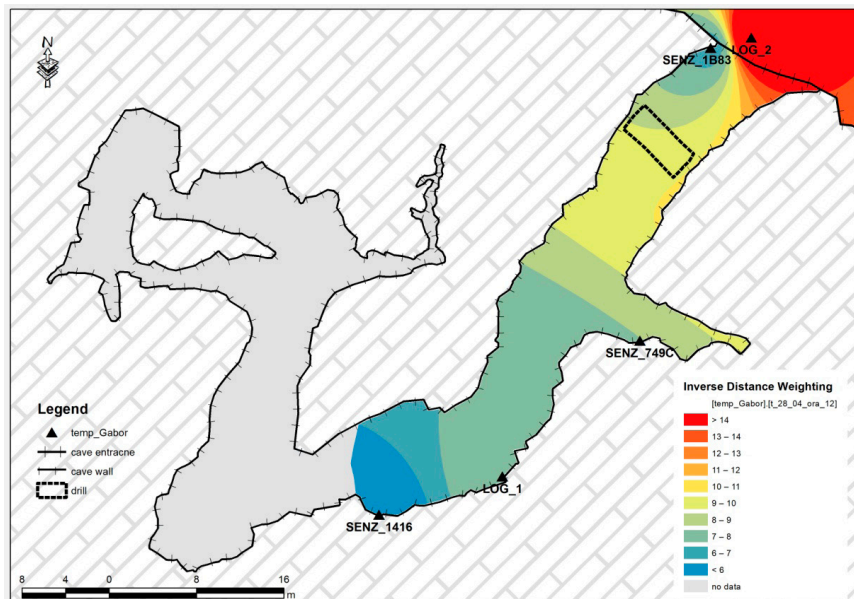 N
SENZ_1B83
LOG_2
SENZ_749C
LOG_1
SENZ_1416
Legend
temp_Gabor
cave entracne
cave wall
drill
8 4 0 8 16
m
Inverse Distance Weighting
[temp_Gabor].[t_28_04_ora_12]
> 14
13 – 14
12 – 13
11 – 12
10 – 11
9 – 10
8 – 9
7 – 8
6 – 7
< 6
no data